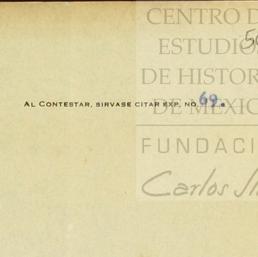 CENTRO D
ESTUDIO
DE HISTOR
AL CONTESTAR, SIRVASE CITAR EXP. NO. 69
DE MEXIC
FUNDACI
Carlos Sl